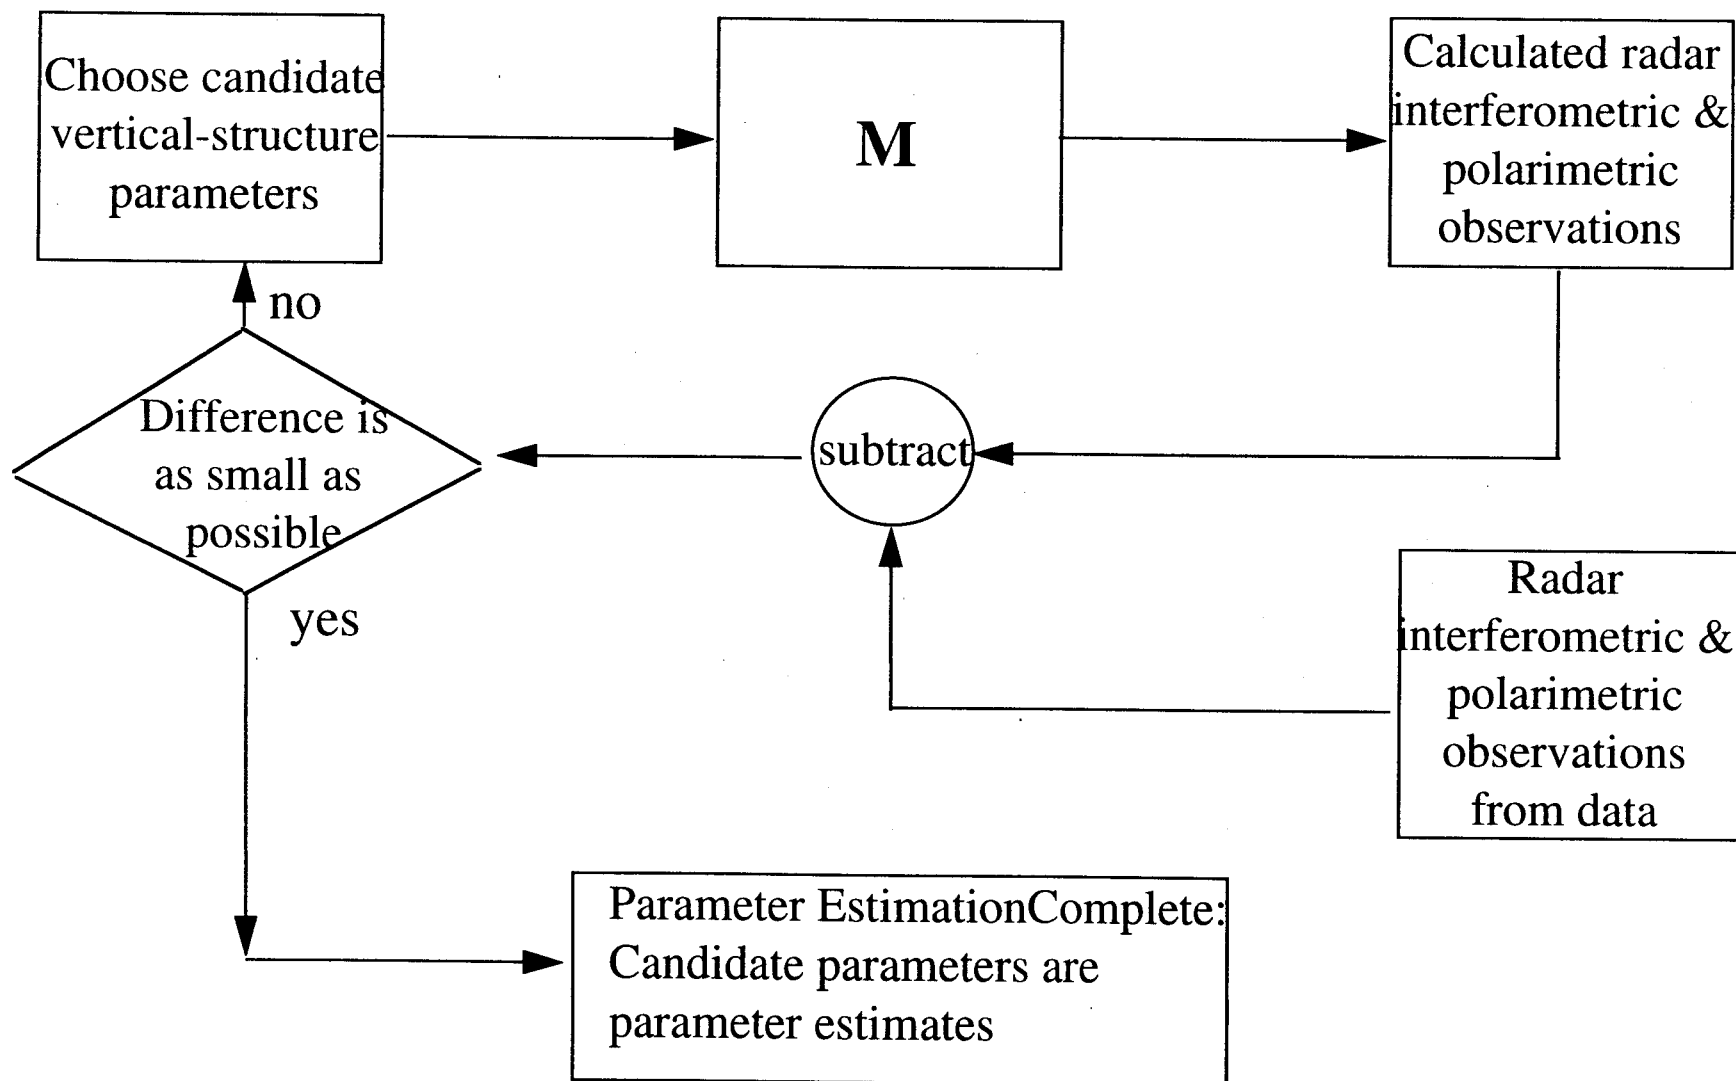 Choose candidate
vertical-structure
parameters
M
Calculated radar
interferometric &
polarimetric
observations
no
Difference is
as small as
possible
subtract
yes
Radar
interferometric &
polarimetric
observations
from data
Parameter EstimationComplete:
Candidate parameters are
parameter estimates